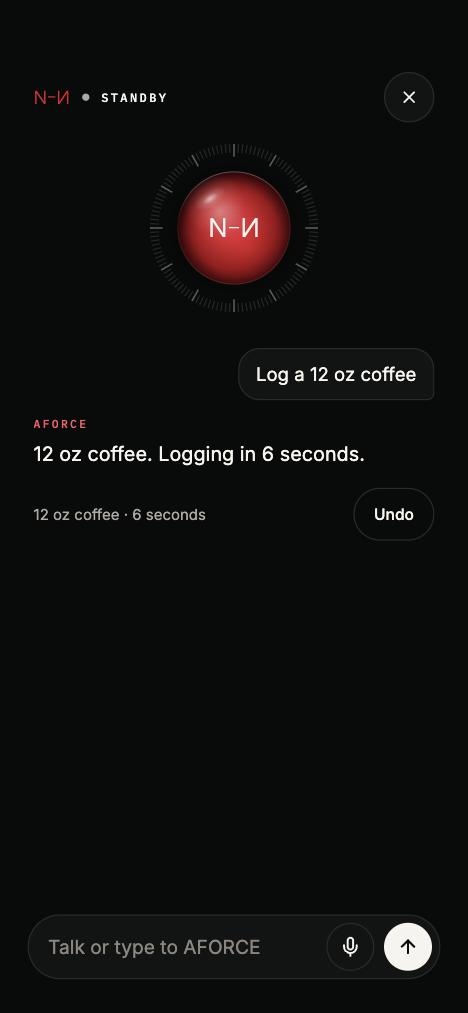 N–И STANDBY
N–И
Log a 12 oz coffee
AFORCE
12 oz coffee. Logging in 6 seconds.
12 oz coffee · 6 seconds
Undo
Talk or type to AFORCE